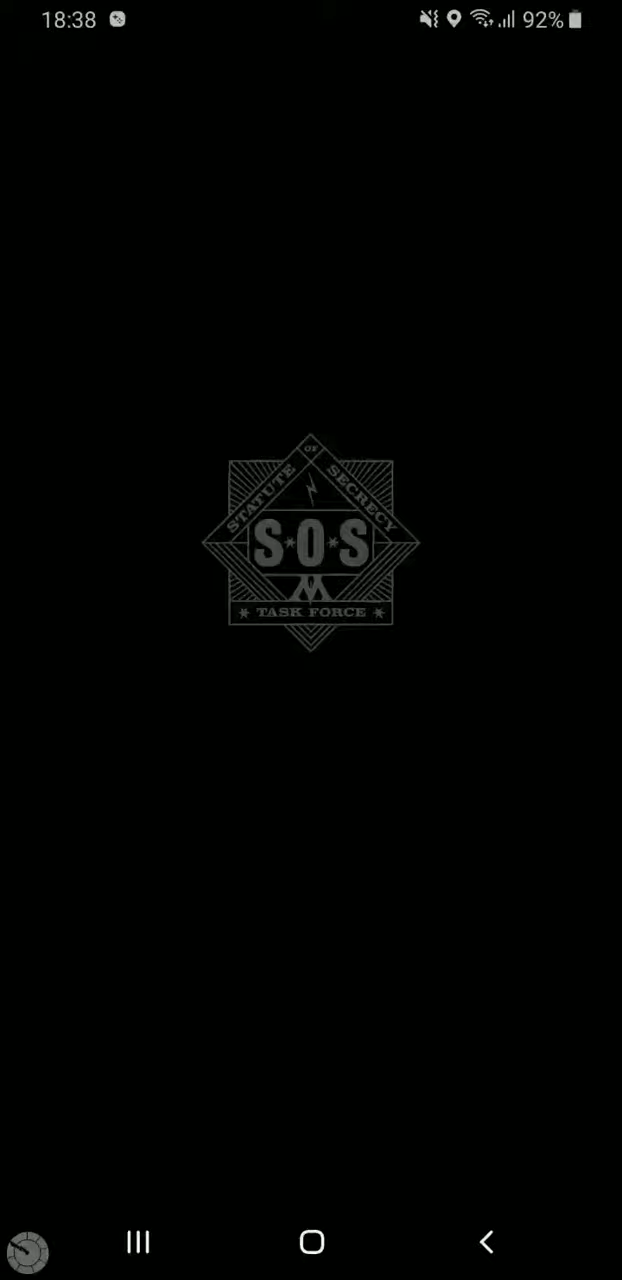 18:38 92%
OF
STATUTE SECRECY
S*O*S
M
* TASK FORCE *